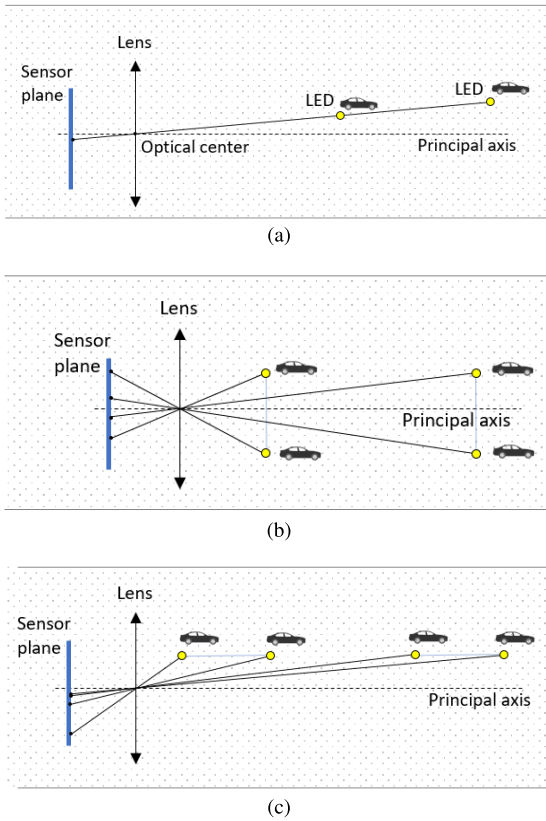 Lens
Sensor
plane
LED
LED
Optical center
Principal axis
(a)
Lens
Sensor
plane
Principal axis
(b)
Lens
Sensor
plane
Principal axis
(c)